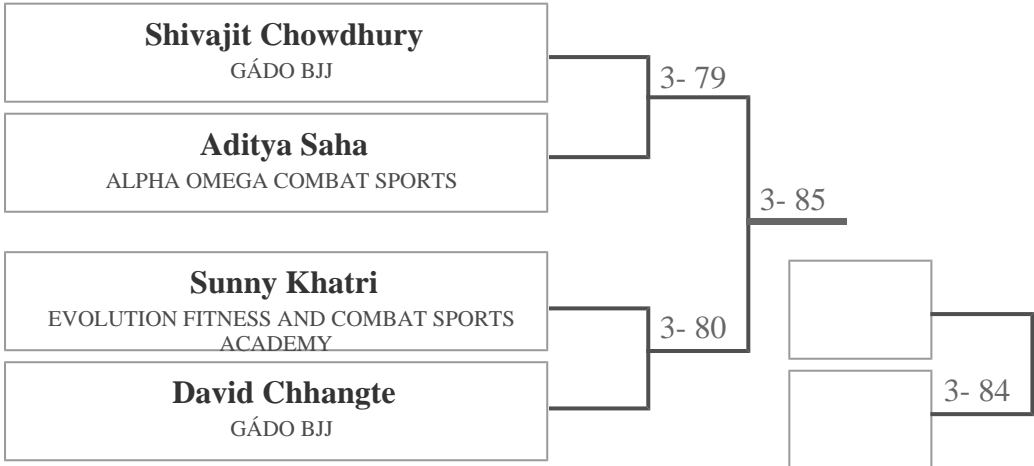 Shivajit Chowdhury
GÁDO BJJ
3- 79
Aditya Saha
ALPHA OMEGA COMBAT SPORTS
3- 85
Sunny Khatri
EVOLUTION FITNESS AND COMBAT SPORTS
ACADEMY
3- 80
David Chhangte
GÁDO BJJ
3- 84